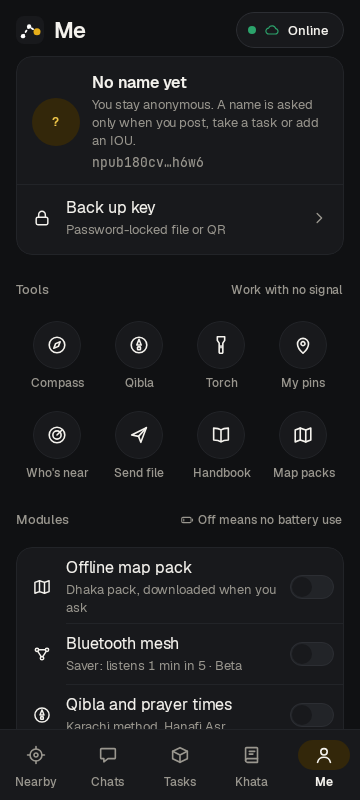 Me
Online
No name yet
You stay anonymous. A name is asked
only when you post, take a task or add
an IOU.
npub180cv…h6w6
Back up key
Password-locked file or QR
Tools
Work with no signal
Compass
Qibla
Torch
My pins
Who's near
Send file
Handbook
Map packs
Modules
Off means no battery use
Offline map pack
Dhaka pack, downloaded when you
ask
Bluetooth mesh
Saver: listens 1 min in 5 · Beta
Qibla and prayer times
Karachi method, Hanafi Asr
Nearby
Chats
Tasks
Khata
Me